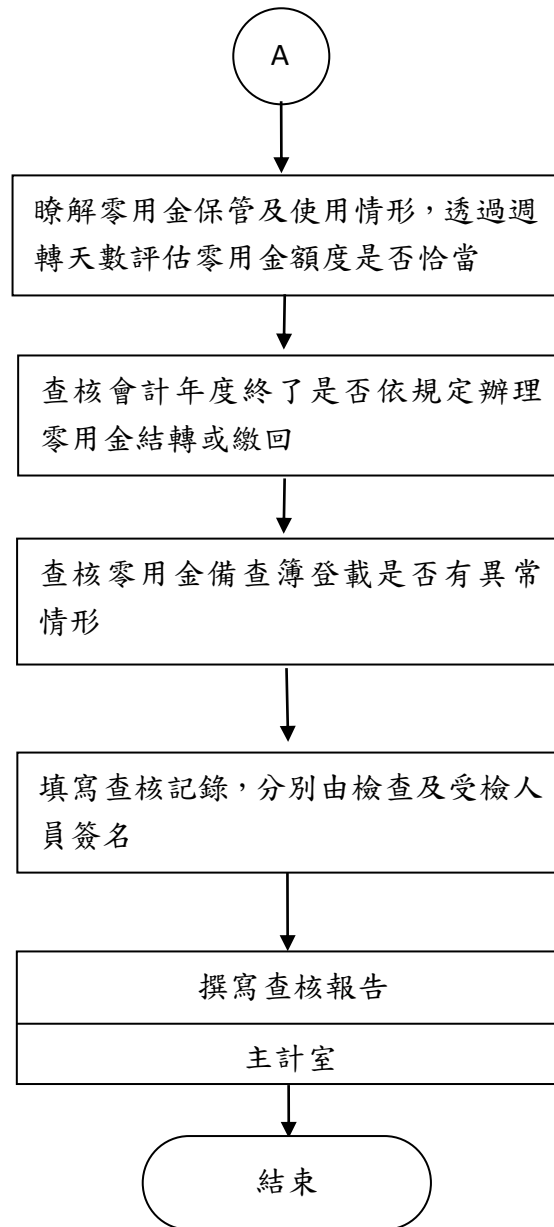 A
瞭解零用金保管及使用情形，透過週
轉天數評估零用金額度是否恰當
查核會計年度終了是否依規定辦理
零用金結轉或繳回
查核零用金備查簿登載是否有異常
情形
填寫查核記錄，分別由檢查及受檢人
員簽名
撰寫查核報告
主計室
結束